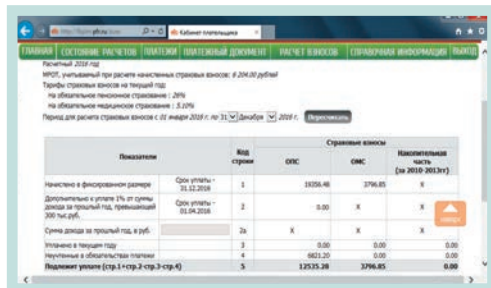 Кабинет плательщика
ГЛАВНАЯ СОСТОЯНИЕ РАСЧЕТОВ ПЛАТЕЖИ ПЛАТЕЖНЫЙ ДОКУМЕНТ РАСЧЕТ ВЗНОСОВ СПРАВОЧНАЯ ИНФОРМАЦИЯ ВЫХОД
Расчетный 2016 год
МРОТ, учитываемый при расчете начисленных страховых взносов: 6 204.00 рублей
Тарифы страховых взносов на текущий год:
На обязательное пенсионное страхование : 26%
На обязательное медицинское страхование : 5.10%
Период для расчета страховых взносов с 01 января 2016 г. по 31 Декабря 2016 г. Пересчитать
Показатели Код строки Страховые взносы
ОПС ОМС Накопительная часть (за 2010-2013гг)
Начислено в фиксированном размере Срок уплаты - 31.12.2016 1 19356.48 3796.85 X
Дополнительно к уплате 1% от суммы дохода за прошлый год, превышающей 300 тыс.руб. Срок уплаты - 01.04.2016 2 0.00 X X
Сумма дохода за прошлый год, в руб. 2а X X X
Уплачено в текущем году 3 0.00 0.00 0.00
Неучтенные в обязательствах платежи 4 6821.20 0.00 0.00
Подлежит уплате (стр.1+стр.2-стр.3-стр.4) 5 12535.28 3796.85 0.00